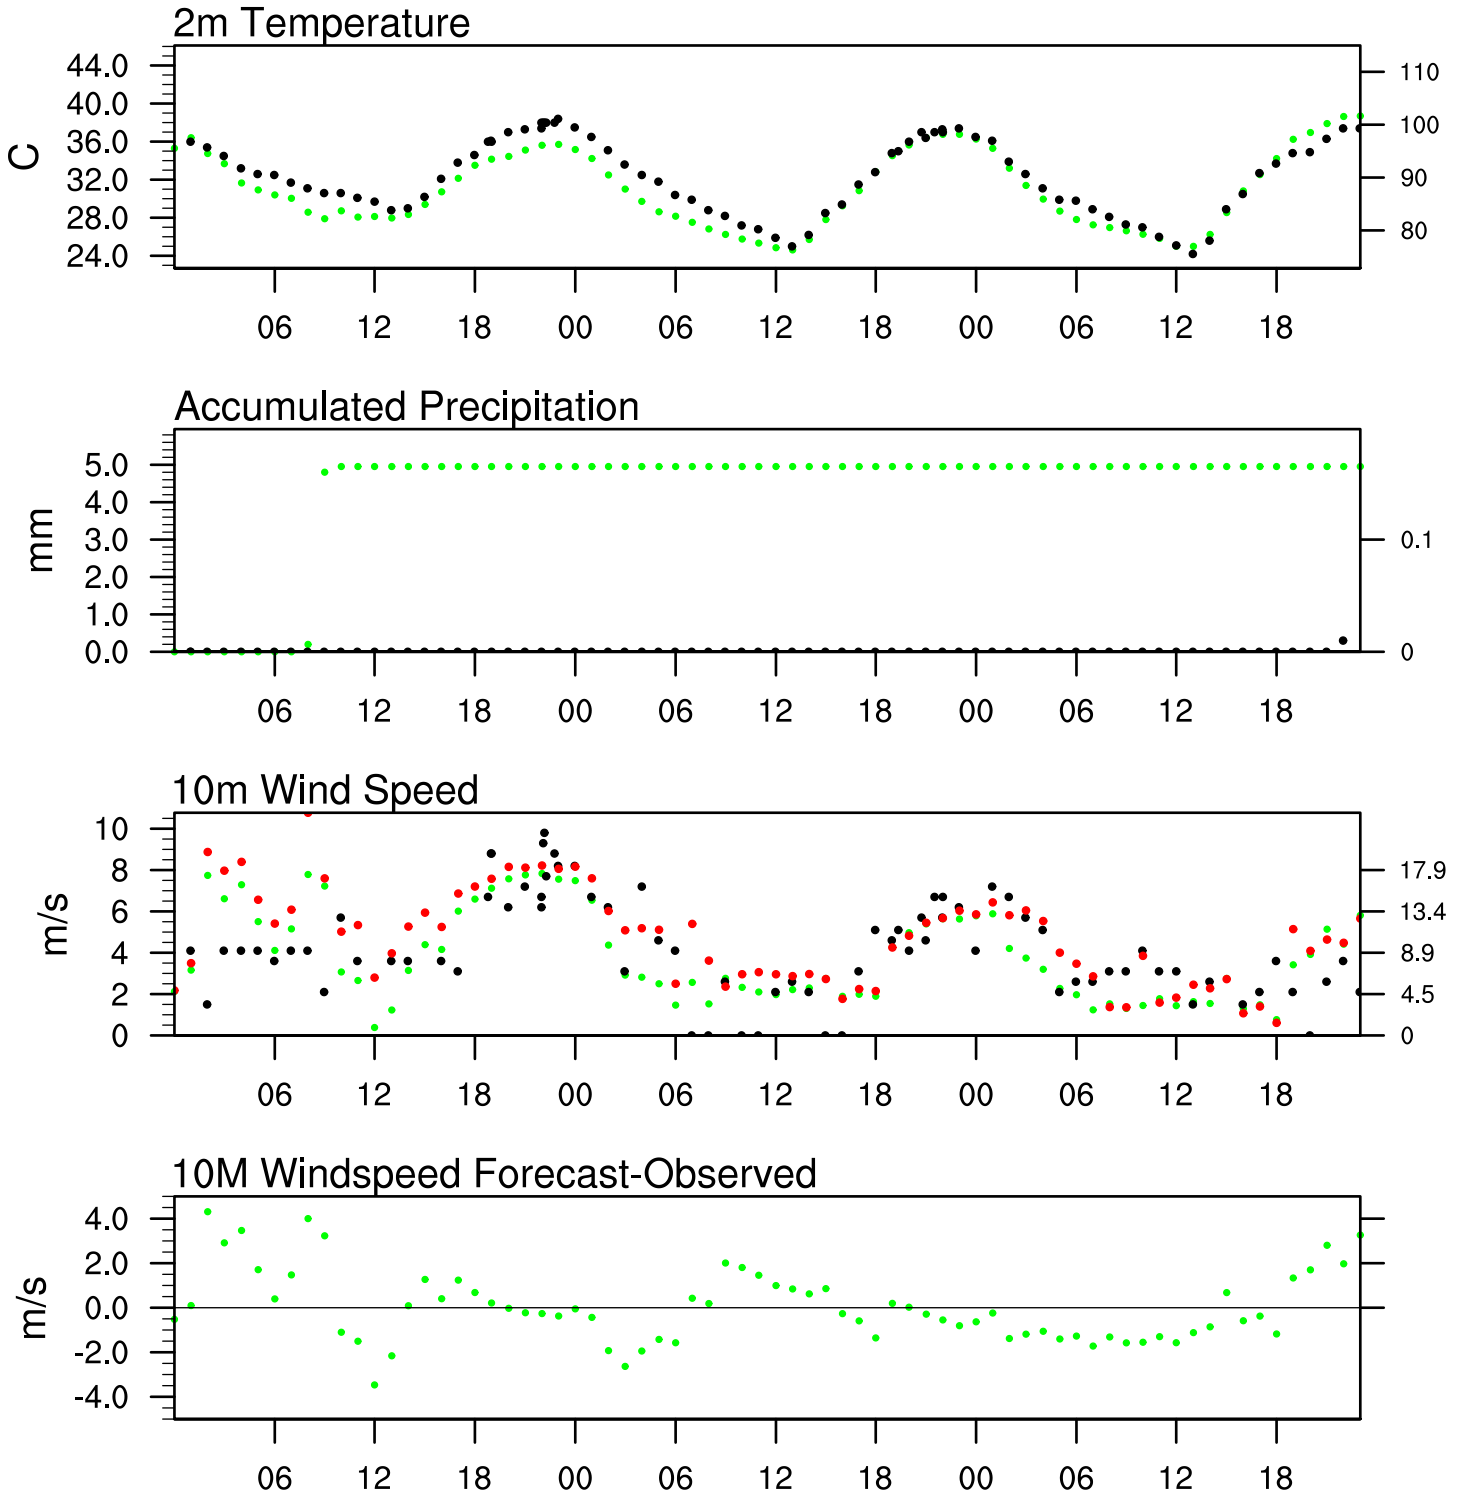 2m Temperature
44.0 110
40.0 100
36.0
C
32.0 90
28.0
24.0 80
06 12 18 00 06 12 18 00 06 12 18
Accumulated Precipitation
5.0
4.0
3.0 0.1
mm
2.0
1.0
0.0 0
06 12 18 00 06 12 18 00 06 12 18
10m Wind Speed
10
8 17.9
6 13.4
m/s
4 8.9
2 4.5
0 0
06 12 18 00 06 12 18 00 06 12 18
10M Windspeed Forecast-Observed
4.0
2.0
0.0
m/s
-2.0
-4.0
06 12 18 00 06 12 18 00 06 12 18